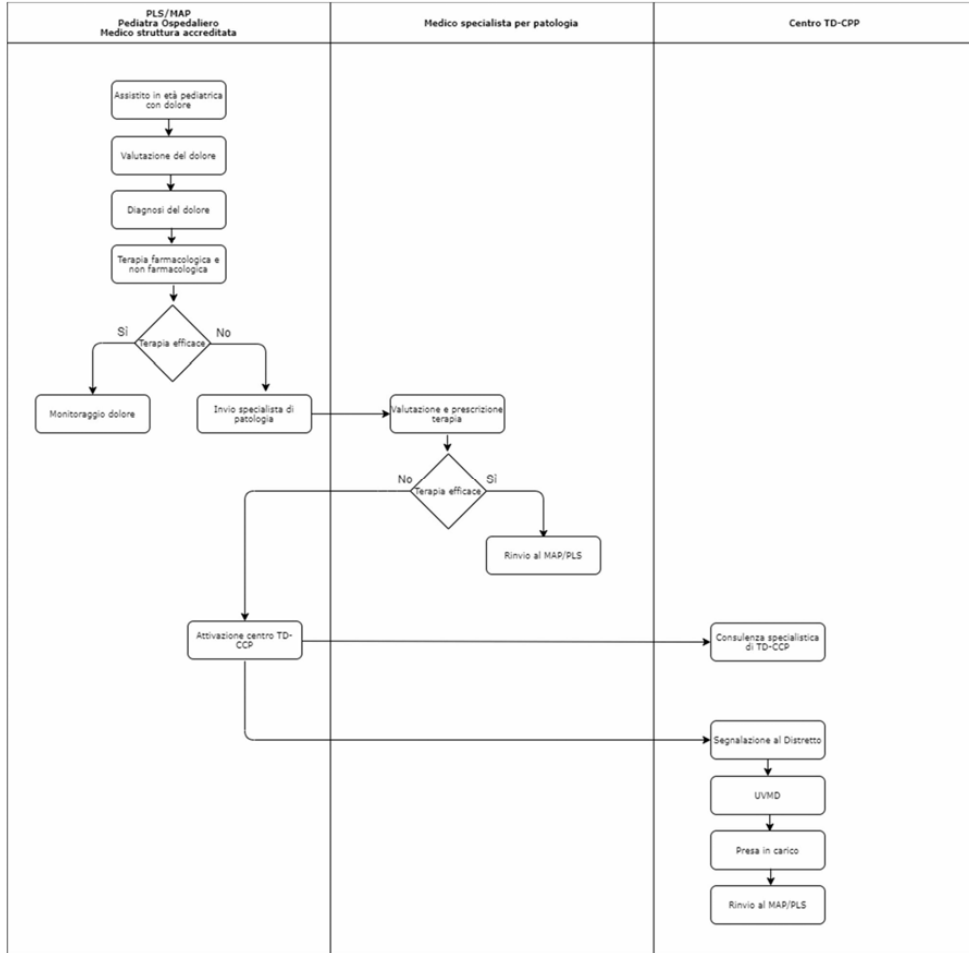 PLS/MAP
Pediatra Ospedaliero
Medico struttura accreditata
Medico specialista per patologia
Centro TD-CPP
Assistito in età pediatrica
con dolore
Valutazione del dolore
Diagnosi del dolore
Terapia farmacologica e
non farmacologica
Si
No
Terapia efficace
Monitoraggio dolore
Invio specialista di
patologia
Valutazione e prescrizione
terapia
No
Si
Terapia efficace
Rinvio al MAP/PLS
Attivazione centro TD-
CCP
Consulenza specialistica
di TD-CCP
Segnalazione al Distretto
UVMD
Presa in carico
Rinvio al MAP/PLS